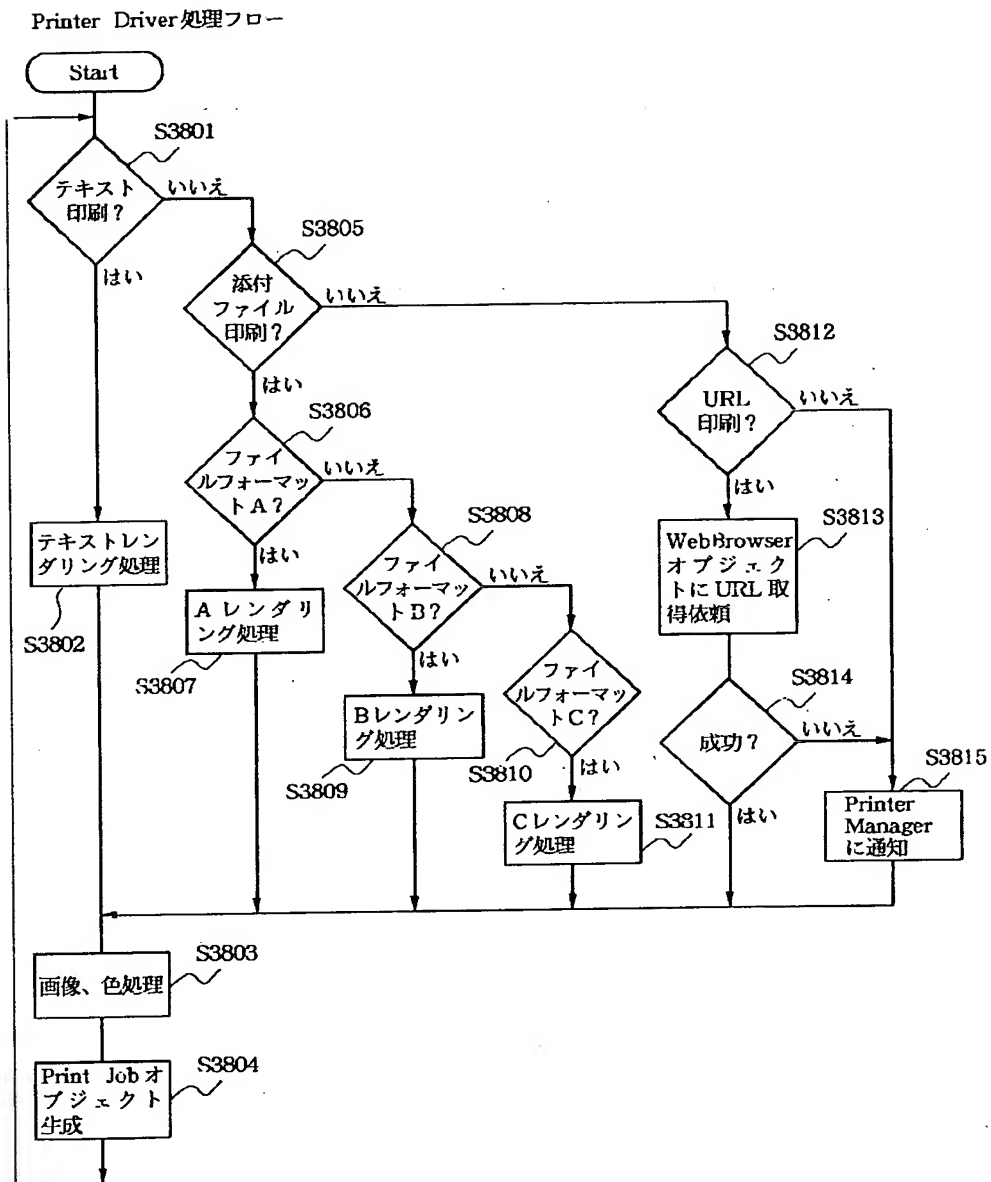 Printer Driver処理フロー
Start
S3801
テキスト
印刷？
いいえ
はい
S3805
添付
ファイル
印刷？
いいえ
はい
S3812
URL
印刷？
いいえ
はい
S3806
ファイ
ルフォーマッ
トA？
いいえ
はい
S3813
WebBrowser
オブジェク
トにURL取
得依頼
S3808
ファイ
ルフォーマッ
トB？
いいえ
はい
テキストレン
ダリング処理
S3802
Aレンダリ
ング処理
S3807
S3810
ファイ
ルフォーマッ
トC？
はい
S3814
成功？
いいえ
はい
Bレンダリン
グ処理
S3809
Cレンダリン
グ処理
S3811
S3815
Printer
Manager
に通知
S3803
画像、色処理
S3804
Print Jobオ
ブジェクト
生成